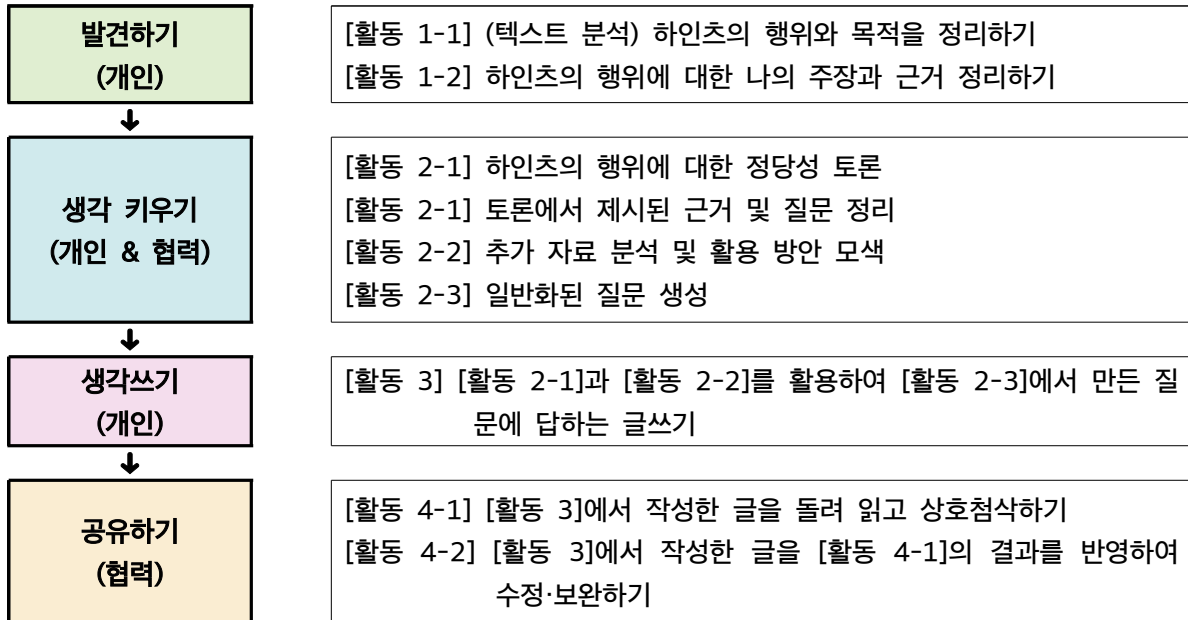 발견하기
(개인)
[활동 1-1] (텍스트 분석) 하인츠의 행위와 목적을 정리하기
[활동 1-2] 하인츠의 행위에 대한 나의 주장과 근거 정리하기
생각 키우기
(개인 & 협력)
[활동 2-1] 하인츠의 행위에 대한 정당성 토론
[활동 2-1] 토론에서 제시된 근거 및 질문 정리
[활동 2-2] 추가 자료 분석 및 활용 방안 모색
[활동 2-3] 일반화된 질문 생성
생각쓰기
(개인)
[활동 3] [활동 2-1]과 [활동 2-2]를 활용하여 [활동 2-3]에서 만든 질
문에 답하는 글쓰기
공유하기
(협력)
[활동 4-1] [활동 3]에서 작성한 글을 돌려 읽고 상호첨삭하기
[활동 4-2] [활동 3]에서 작성한 글을 [활동 4-1]의 결과를 반영하여
수정·보완하기